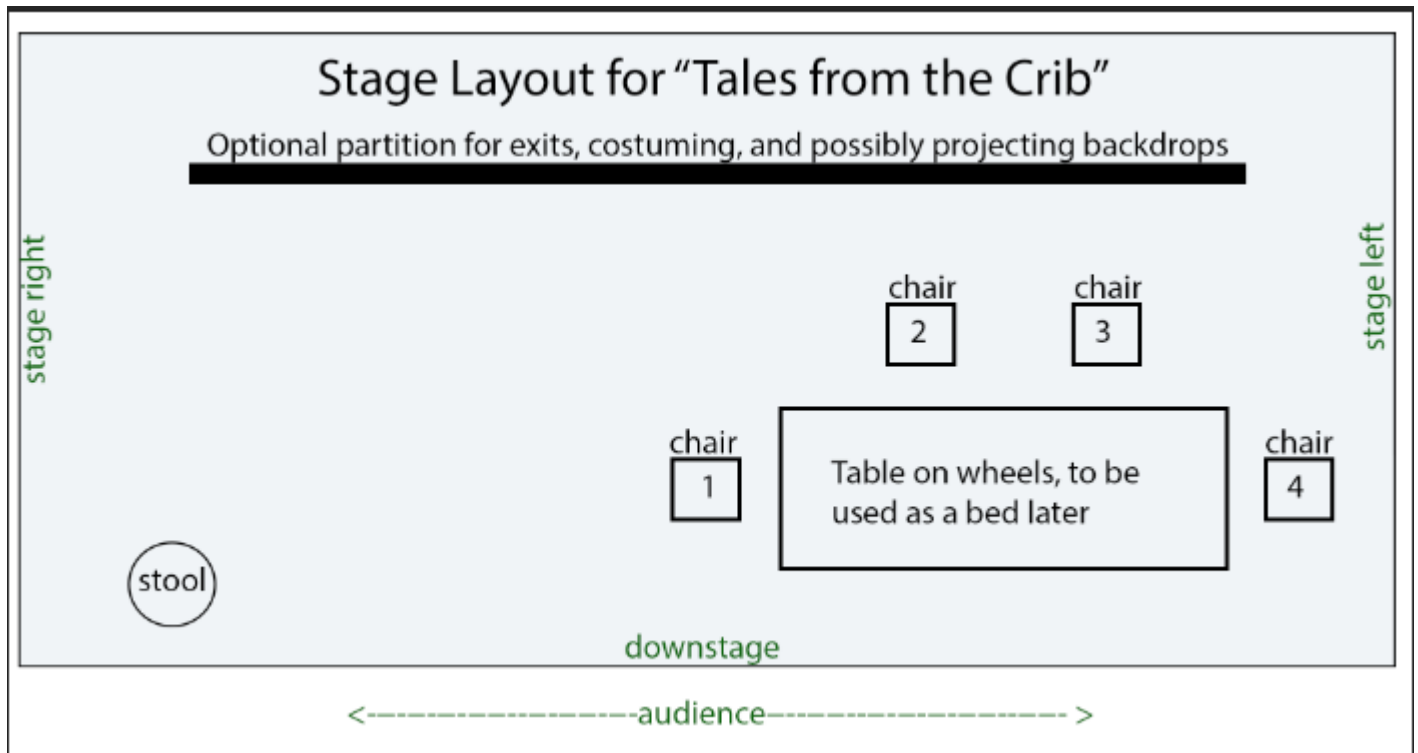 Stage Layout for “Tales from the Crib”
Optional partition for exits, costuming, and possibly projecting backdrops
stage right
stage left
chair
2
chair
3
chair
1
Table on wheels, to be
used as a bed later
chair
4
stool
downstage
<-----------------------audience------------------------ >